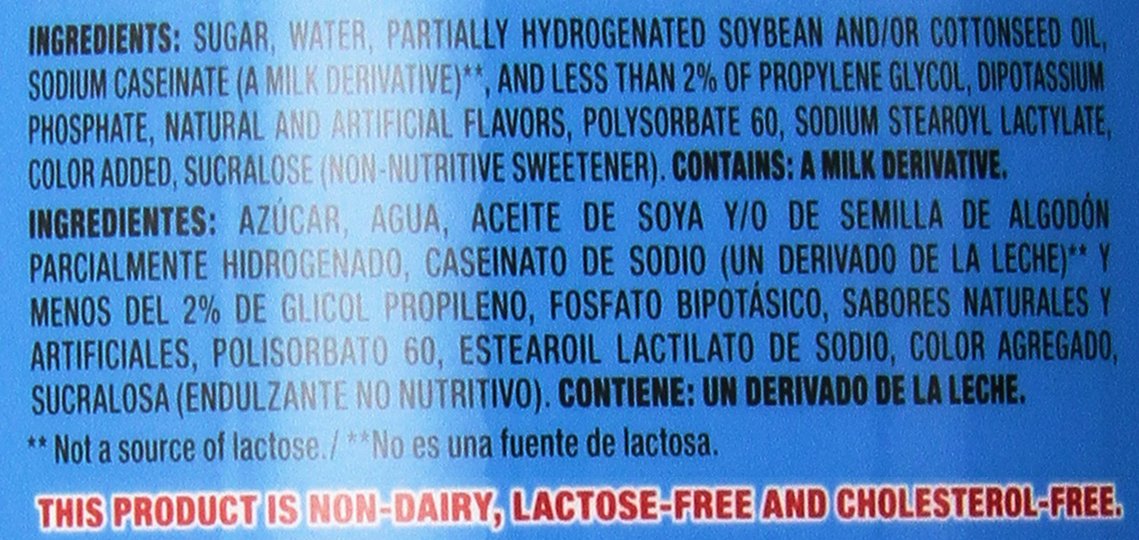 INGREDIENTS: SUGAR, WATER, PARTIALLY HYDROGENATED SOYBEAN AND/OR COTTONSEED OIL,
SODIUM CASEINATE (A MILK DERIVATIVE)**, AND LESS THAN 2% OF PROPYLENE GLYCOL, DIPOTASSIUM
PHOSPHATE, NATURAL AND ARTIFICIAL FLAVORS, POLYSORBATE 60, SODIUM STEAROYL LACTYLATE,
COLOR ADDED, SUCRALOSE (NON-NUTRITIVE SWEETENER). CONTAINS: A MILK DERIVATIVE.
INGREDIENTES: AZÚCAR, AGUA, ACEITE DE SOYA Y/O DE SEMILLA DE ALGODÓN
PARCIALMENTE HIDROGENADO, CASEINATO DE SODIO (UN DERIVADO DE LA LECHE)** Y
MENOS DEL 2% DE GLICOL PROPILENO, FOSFATO BIPOTÁSICO, SABORES NATURALES Y
ARTIFICIALES, POLISORBATO 60, ESTEAROIL LACTILATO DE SODIO, COLOR AGREGADO,
SUCRALOSA (ENDULZANTE NO NUTRITIVO). CONTIENE: UN DERIVADO DE LA LECHE.
** Not a source of lactose./ **No es una fuente de lactosa.
THIS PRODUCT IS NON-DAIRY, LACTOSE-FREE AND CHOLESTEROL-FREE.